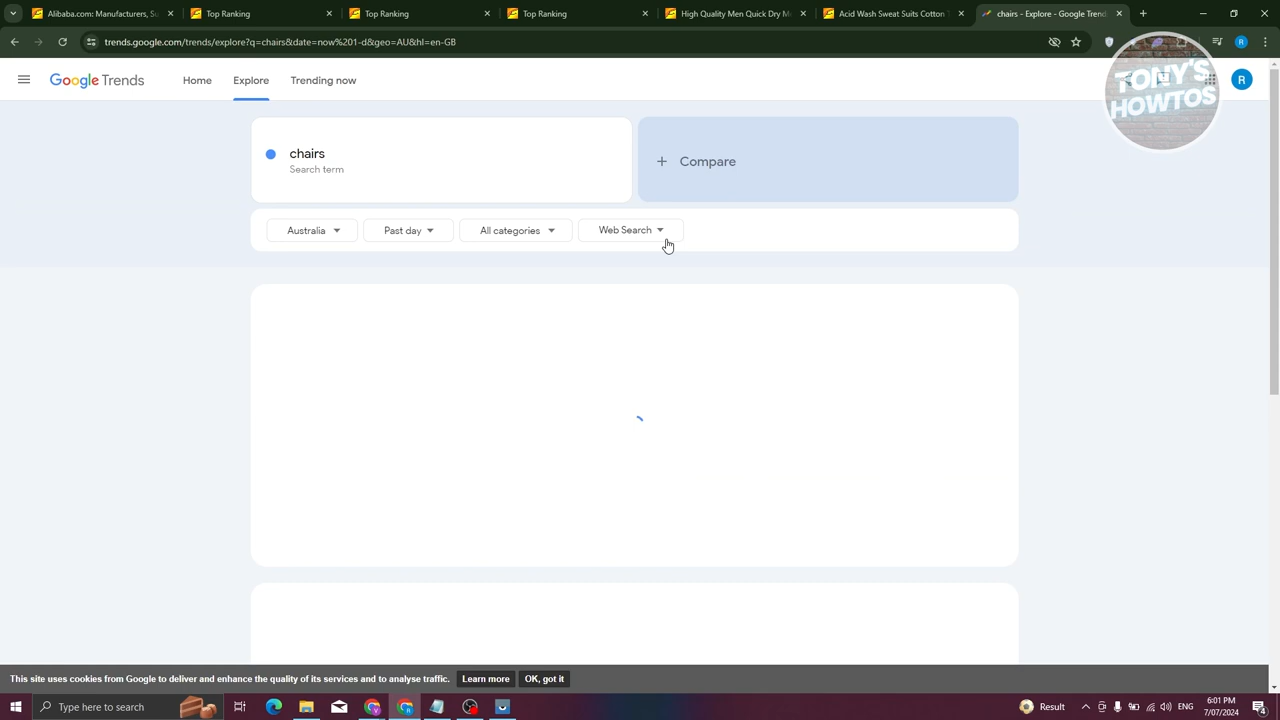 Alibaba.com: Manufacturers, Su
Top Ranking
Top Ranking
Top Ranking
High Quality Men Quick Dry M
Acid Wash Sweat Suits Cotton
chairs - Explore - Google Trends
trends.google.com/trends/explore?q=chairs&date=now%201-d&geo=AU&hl=en-GB
Google Trends
Home
Explore
Trending now
R
TONY'S
HOWTOS
chairs
Search term
+ Compare
Australia
Past day
All categories
Web Search
This site uses cookies from Google to deliver and enhance the quality of its services and to analyse traffic.
Learn more
OK, got it
Type here to search
Result
ENG
6:01 PM
7/07/2024